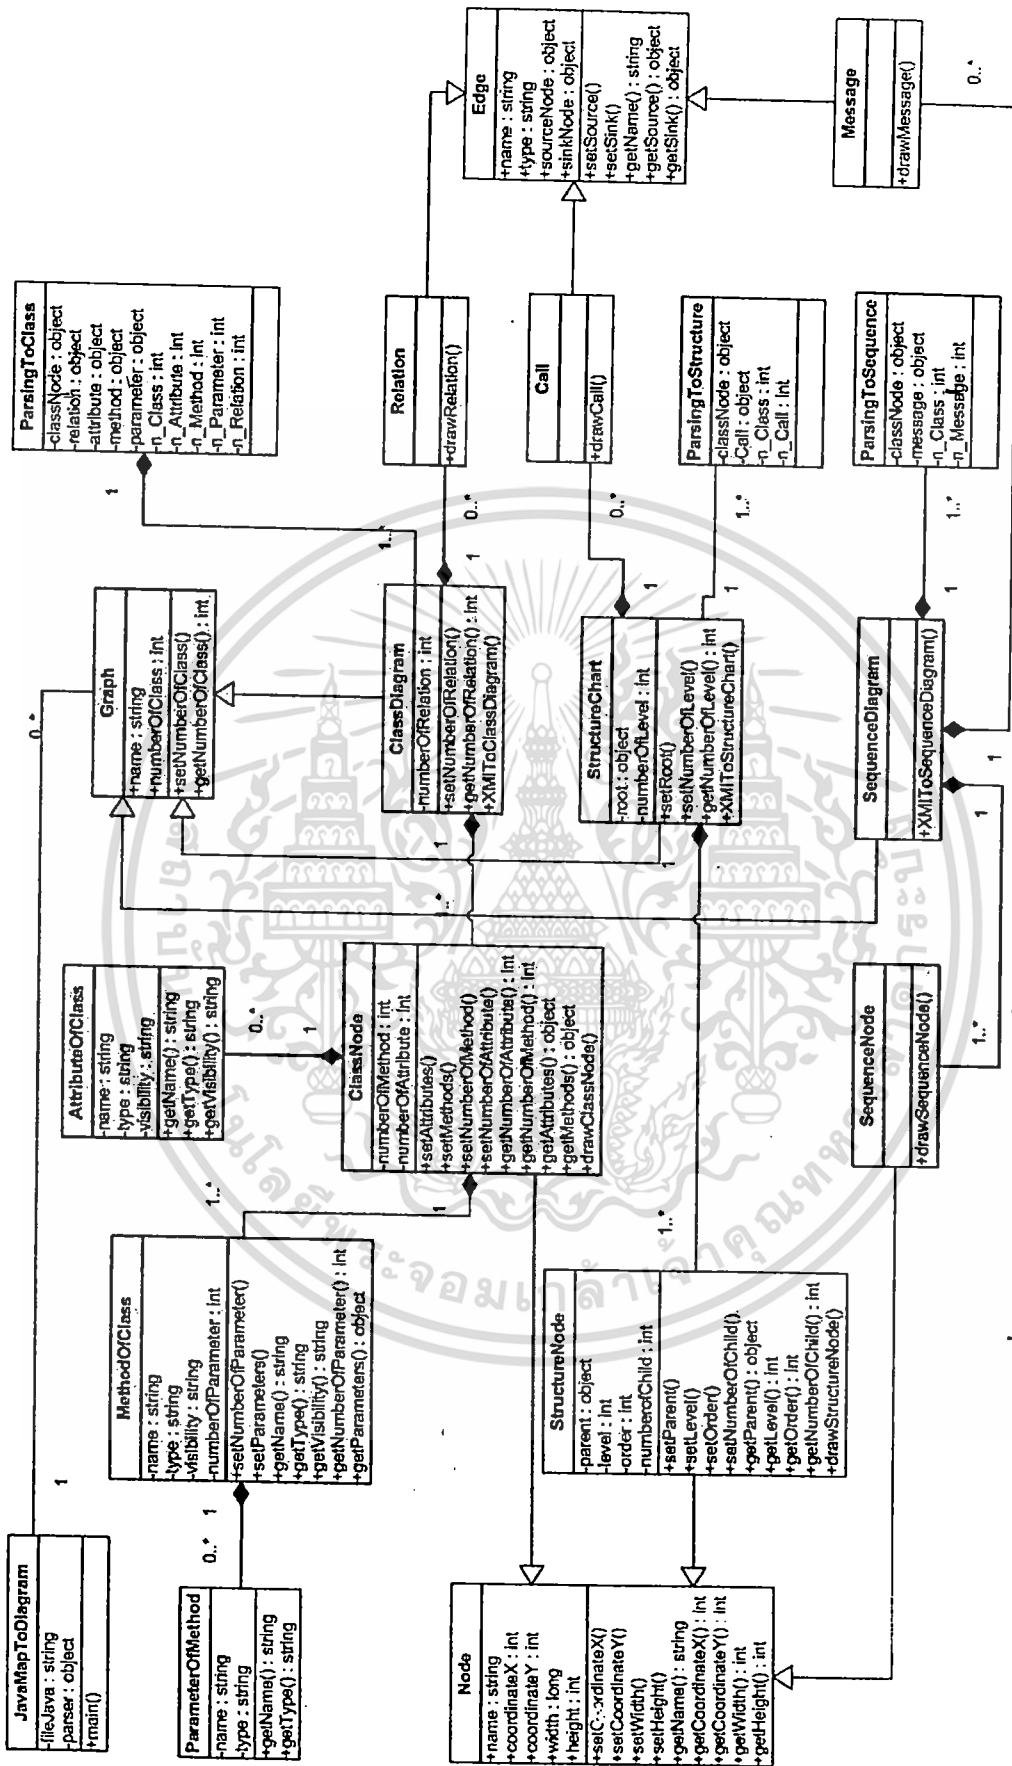 JavaMapToDiagram
-fileJava : string
-parser : object
+main()
1
0..*
Graph
+name : string
+numberOfClass : int
+setNumberOfClass()
+getNumberOfClass() : int
ParsingToClass
-classNode : object
-relation : object
-attribute : object
-method : object
-parameter : object
-n_Class : int
-n_Attribute : int
-n_Method : int
-n_Parameter : int
-n_Relation : int
1
1..*
ParameterOfMethod
-name : string
-type : string
+getName() : string
+getType() : string
0..*
1
MethodOfClass
-name : string
-type : string
-visibility : string
-numberOfParameter : int
+setNumberOfParameter()
+setParameters()
+getName() : string
+getType() : string
+getVisibility() : string
+getNumberOfParameter() : int
+getParameters() : object
1..*
1
AttributeOfClass
-name : string
-type : string
-visibility : string
+getName() : string
+getType() : string
+getVisibility() : string
0..*
1
ClassNode
-numberOfMethod : int
-numberOfAttribute : int
+setAttributes()
+setMethods()
+setNumberOfMethod()
+setNumberOfAttribute()
+getNumberOfAttribute() : int
+getNumberOfMethod() : int
+getAttributes() : object
+getMethods() : object
+drawClassNode()
1..*
1
ClassDiagram
-numberOfRelation : int
+setNumberOfRelation()
+getNumberOfRelation() : int
+XMIToClassDiagram()
1
0..*
Relation
+drawRelation()
Edge
+name : string
+type : string
+sourceNode : object
+sinkNode : object
+setSource()
+setSink()
+getName() : string
+getSource() : object
+getSink() : object
Node
+name : string
+coordinateX : int
+coordinateY : int
+width : long
+height : int
+setCoordinateX()
+setCoordinateY()
+setWidth()
+setHeight()
+getName() : string
+getCoordinateX() : int
+getCoordinateY() : int
+getWidth() : int
+getHeight() : int
StructureNode
-parent : object
-level : int
-order : int
-numberofChild : int
+setParent()
+setLevel()
+setOrder()
+setNumberOfChild()
+getParent() : object
+getLevel() : int
+getOrder() : int
+getNumberOfChild() : int
+drawStructureNode()
1..*
1
StructureChart
-root : object
-numberOfLevel : int
+setRoot()
+setNumberOfLevel()
+getNumberOfLevel() : int
+XMIToStructureChart()
1
0..*
Call
+drawCall()
1
1..*
ParsingToStructure
-classNode : object
-Call : object
-n_Class : int
-n_Call : int
SequenceNode
+drawSequenceNode()
1..*
1
SequenceDiagram
+XMIToSequenceDiagram()
1
1..*
ParsingToSequence
-classNode : object
-message : object
-n_Class : int
-n_Message : int
1
0..*
Message
+drawMessage()